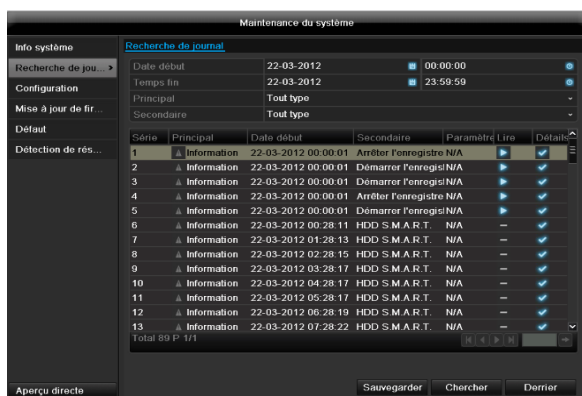 Maintenance du système
Info système
Recherche de jou... >
Configuration
Mise à jour de fir...
Défaut
Détection de rés...
Aperçu directe
Recherche de journal
Date début 22-03-2012 00:00:00
Temps fin 22-03-2012 23:59:59
Principal Tout type
Secondaire Tout type
Série Principal Date début Secondaire Paramètre Lire Détails
1 Information 22-03-2012 00:00:01 Arrêter l'enregistre N/A
2 Information 22-03-2012 00:00:01 Démarrer l'enregis N/A
3 Information 22-03-2012 00:00:01 Démarrer l'enregis N/A
4 Information 22-03-2012 00:00:01 Arrêter l'enregistre N/A
5 Information 22-03-2012 00:00:01 Démarrer l'enregis N/A
6 Information 22-03-2012 00:28:11 HDD S.M.A.R.T. N/A –
7 Information 22-03-2012 01:28:13 HDD S.M.A.R.T. N/A –
8 Information 22-03-2012 02:28:15 HDD S.M.A.R.T. N/A –
9 Information 22-03-2012 03:28:17 HDD S.M.A.R.T. N/A –
10 Information 22-03-2012 04:28:17 HDD S.M.A.R.T. N/A –
11 Information 22-03-2012 05:28:17 HDD S.M.A.R.T. N/A –
12 Information 22-03-2012 06:28:19 HDD S.M.A.R.T. N/A –
13 Information 22-03-2012 07:28:22 HDD S.M.A.R.T. N/A –
Total 89 P 1/1
Sauvegarder Chercher Derrier